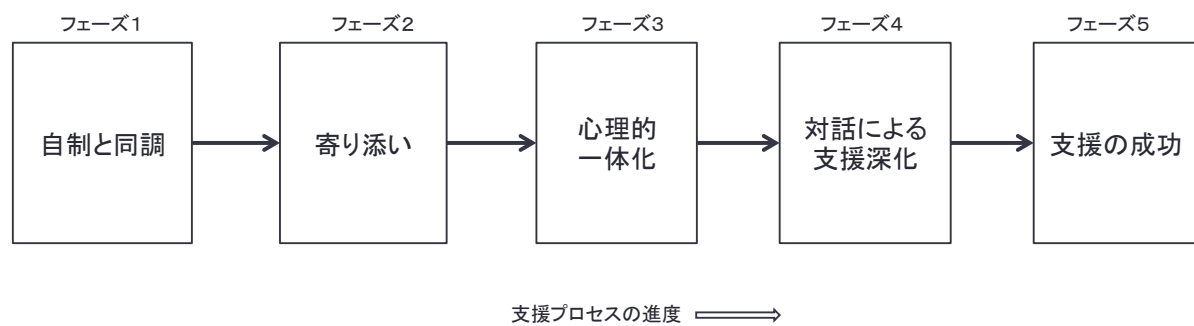 フェーズ1
フェーズ2
フェーズ3
フェーズ4
フェーズ5
自制と同調
寄り添い
心理的
一体化
対話による
支援深化
支援の成功
支援プロセスの進度